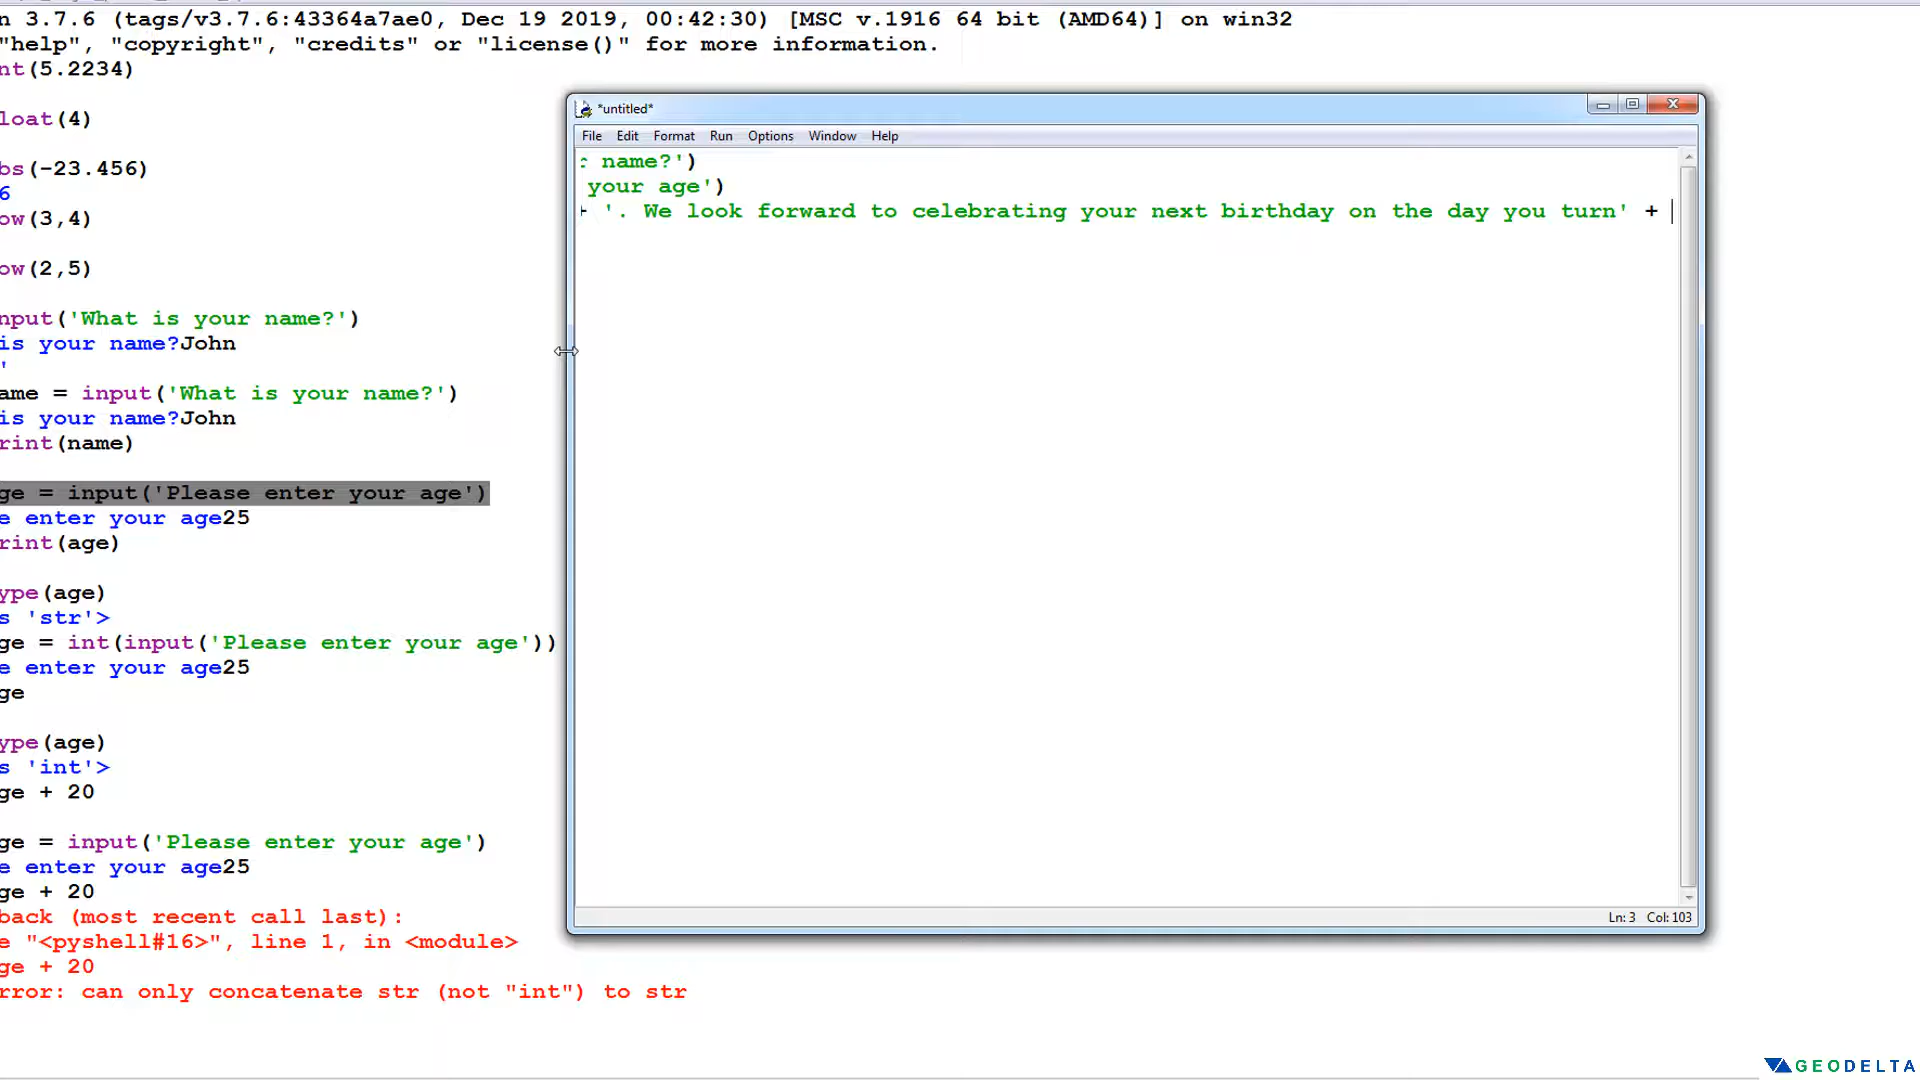 n 3.7.6 (tags/v3.7.6:43364a7ae0, Dec 19 2019, 00:42:30) [MSC v.1916 64 bit (AMD64)] on win32
"help", "copyright", "credits" or "license()" for more information.
nt(5.2234)
loat(4)
bs(-23.456)
6
ow(3,4)
ow(2,5)
nput('What is your name?')
is your name?John
'
ame = input('What is your name?')
is your name?John
rint(name)
ge = input('Please enter your age')
e enter your age25
rint(age)
ype(age)
s 'str'>
ge = int(input('Please enter your age'))
e enter your age25
ge
ype(age)
s 'int'>
ge + 20
ge = input('Please enter your age')
e enter your age25
ge + 20
back (most recent call last):
e "<pyshell#16>", line 1, in <module>
ge + 20
rror: can only concatenate str (not "int") to str
*untitled*
File Edit Format Run Options Window Help
r name?')
your age')
+ '. We look forward to celebrating your next birthday on the day you turn' +
Ln: 3 Col: 103
GEODELTA